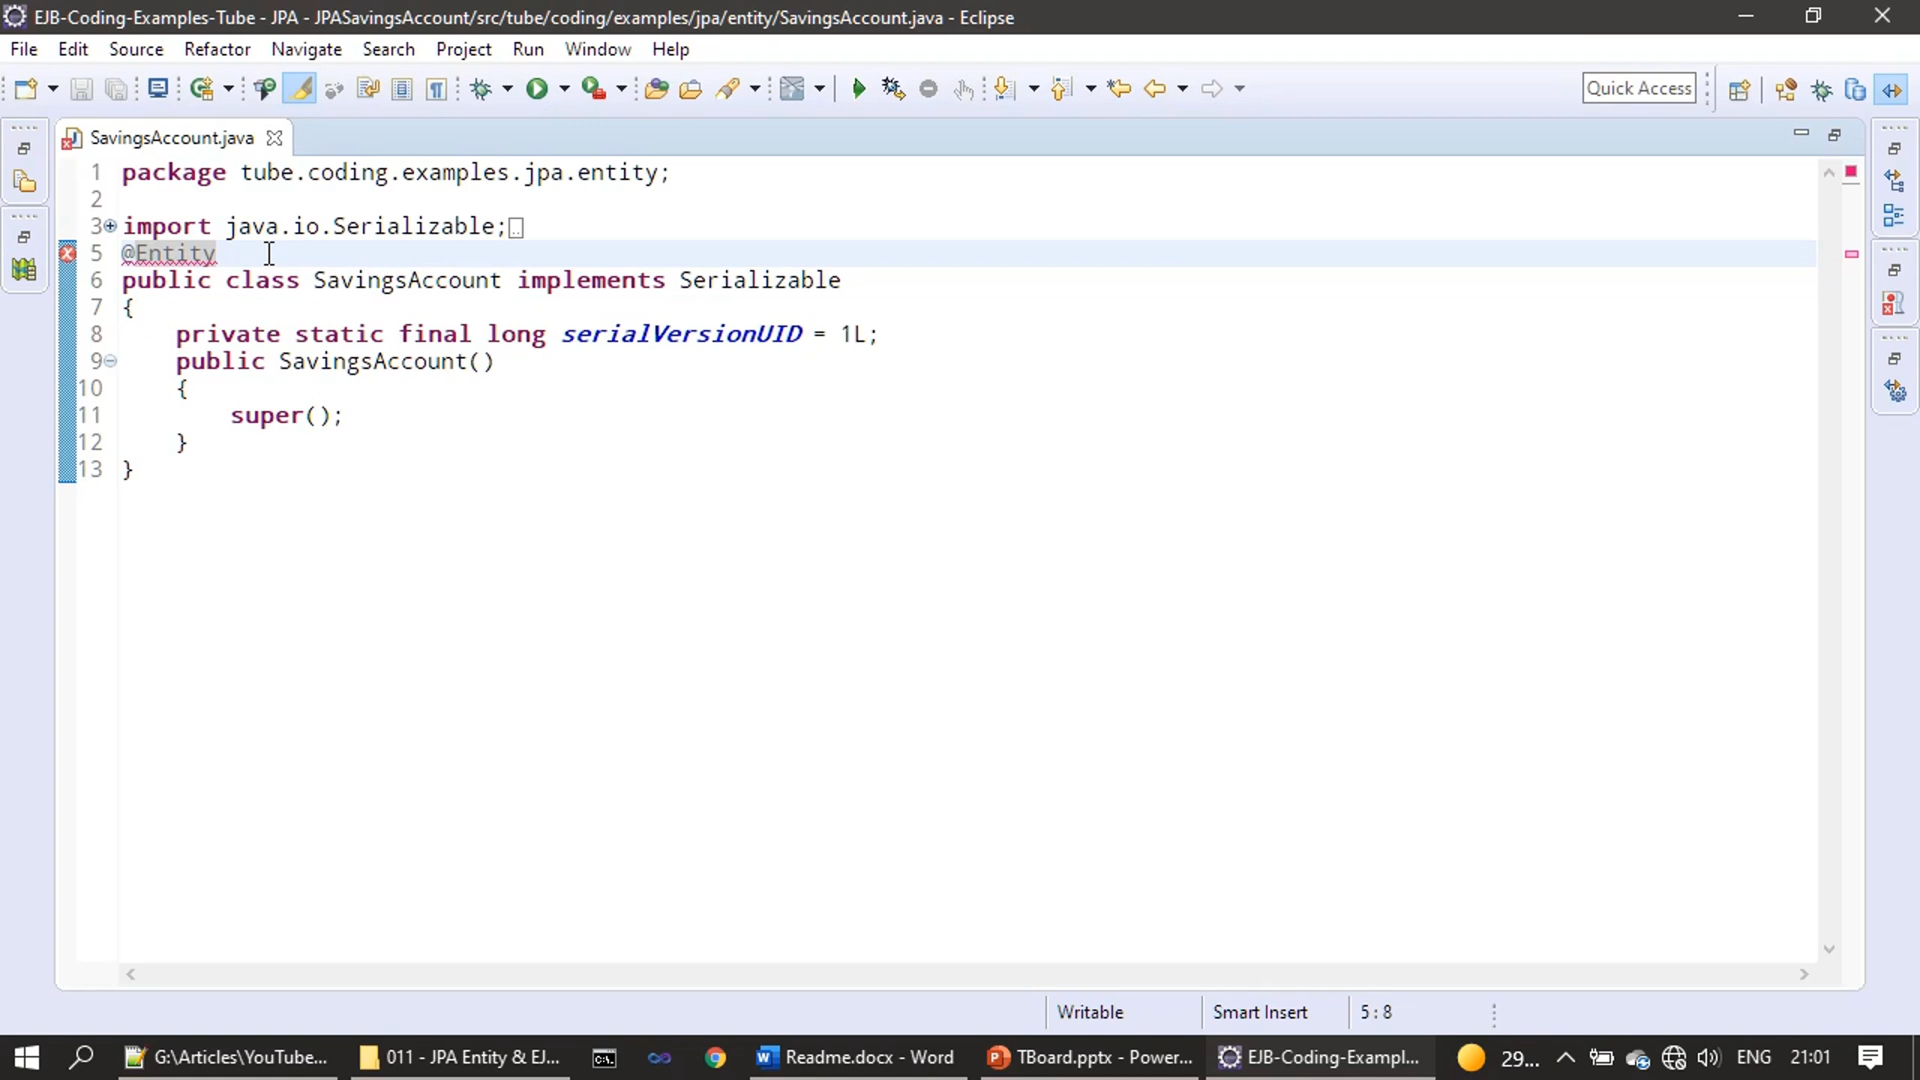 EJB-Coding-Examples-Tube - JPA - JPASavingsAccount/src/tube/coding/examples/jpa/entity/SavingsAccount.java - Eclipse
File Edit Source Refactor Navigate Search Project Run Window Help
Quick Access
SavingsAccount.java
1 package tube.coding.examples.jpa.entity;
2
3 import java.io.Serializable;
5 @Entity
6 public class SavingsAccount implements Serializable
7 {
8 private static final long serialVersionUID = 1L;
9 public SavingsAccount()
10 {
11 super();
12 }
13 }
Writable Smart Insert 5 : 8
G:\Articles\YouTube... 011 - JPA Entity & EJ... Readme.docx - Word TBoard.pptx - Power... EJB-Coding-Exampl... 29... ENG 21:01